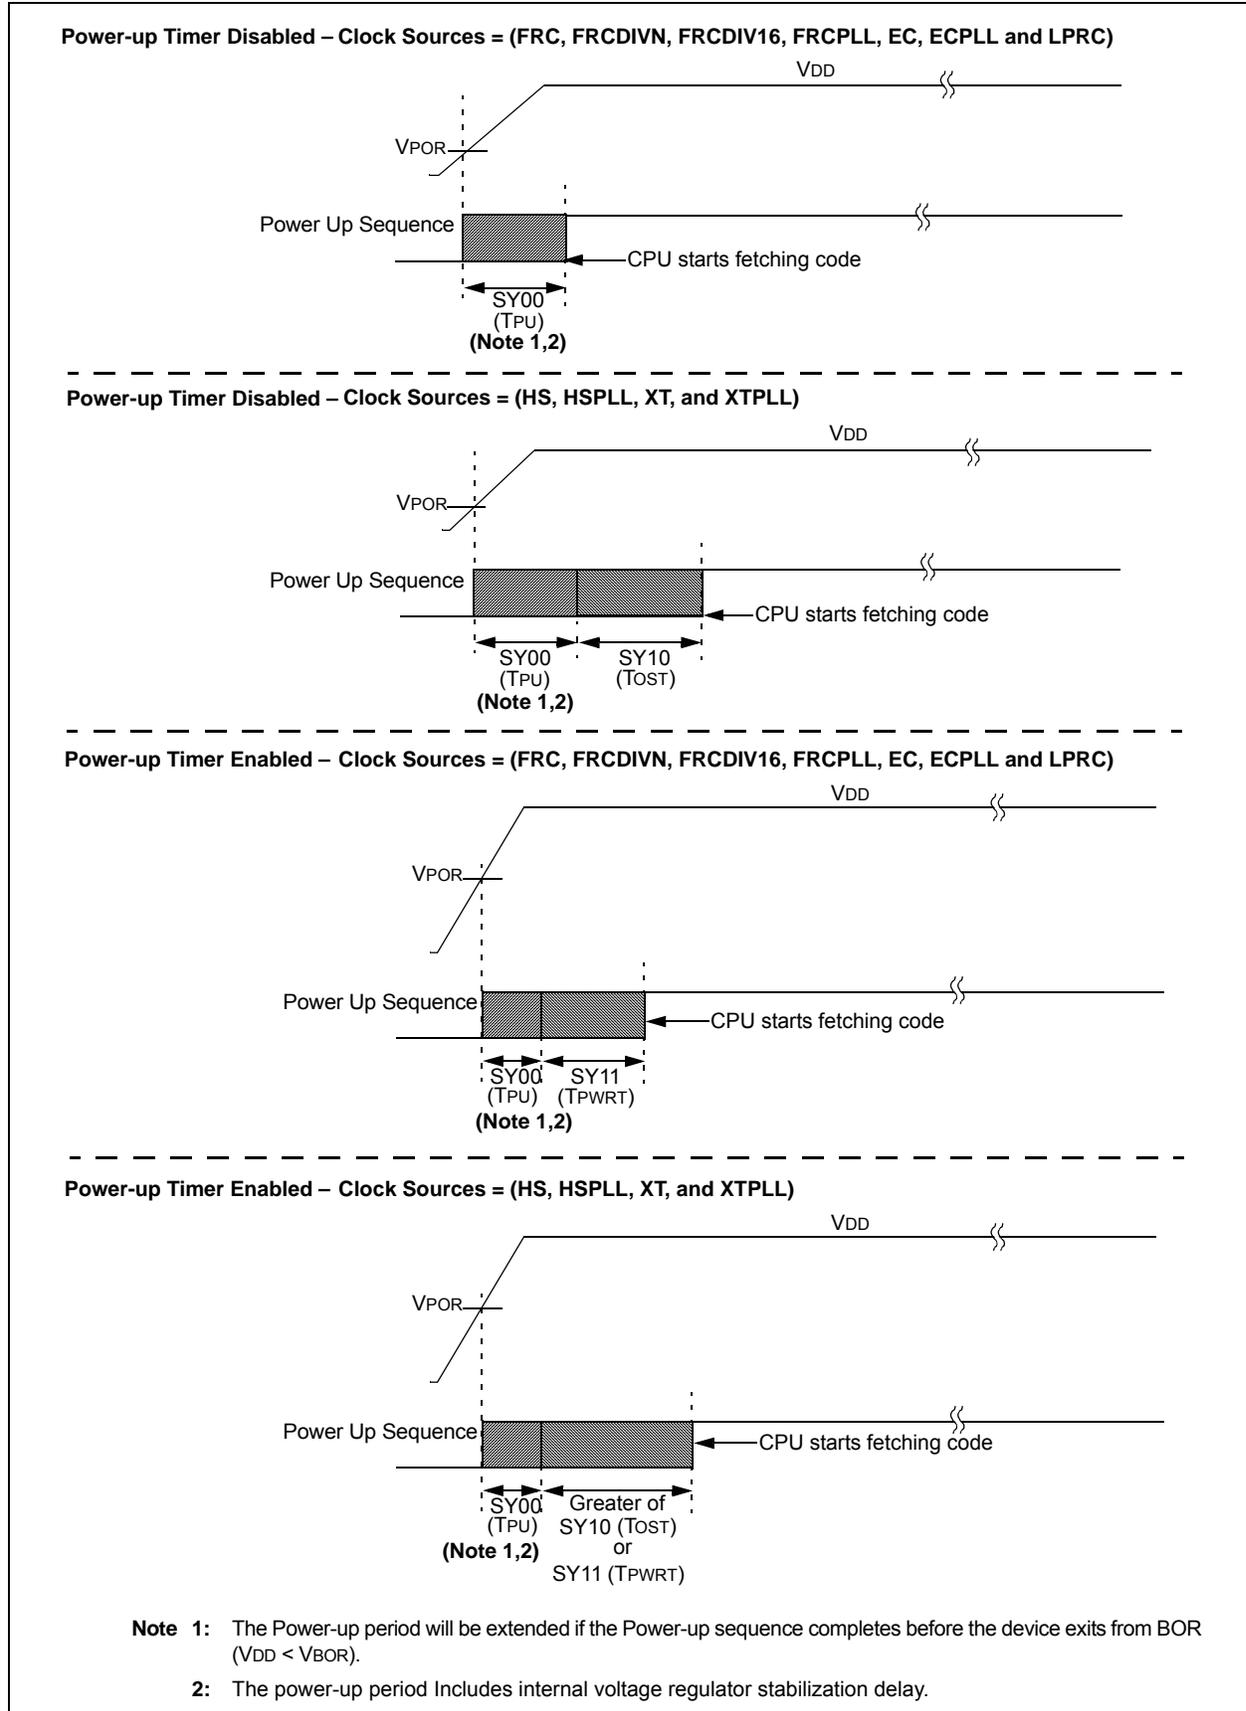 Power-up Timer Disabled – Clock Sources = (FRC, FRCDIVN, FRCDIV16, FRCPLL, EC, ECPLL and LPRC)
VDD
VPOR
Power Up Sequence
CPU starts fetching code
SY00
(TPU)
(Note 1,2)
Power-up Timer Disabled – Clock Sources = (HS, HSPLL, XT, and XTPLL)
VDD
VPOR
Power Up Sequence
CPU starts fetching code
SY00 SY10
(TPU) (TOST)
(Note 1,2)
Power-up Timer Enabled – Clock Sources = (FRC, FRCDIVN, FRCDIV16, FRCPLL, EC, ECPLL and LPRC)
VDD
VPOR
Power Up Sequence
CPU starts fetching code
SY00 SY11
(TPU) (TPWRT)
(Note 1,2)
Power-up Timer Enabled – Clock Sources = (HS, HSPLL, XT, and XTPLL)
VDD
VPOR
Power Up Sequence
CPU starts fetching code
SY00
(TPU)
(Note 1,2)
Greater of
SY10 (TOST)
or
SY11 (TPWRT)
Note 1: The Power-up period will be extended if the Power-up sequence completes before the device exits from BOR
(VDD < VBOR).
2: The power-up period Includes internal voltage regulator stabilization delay.